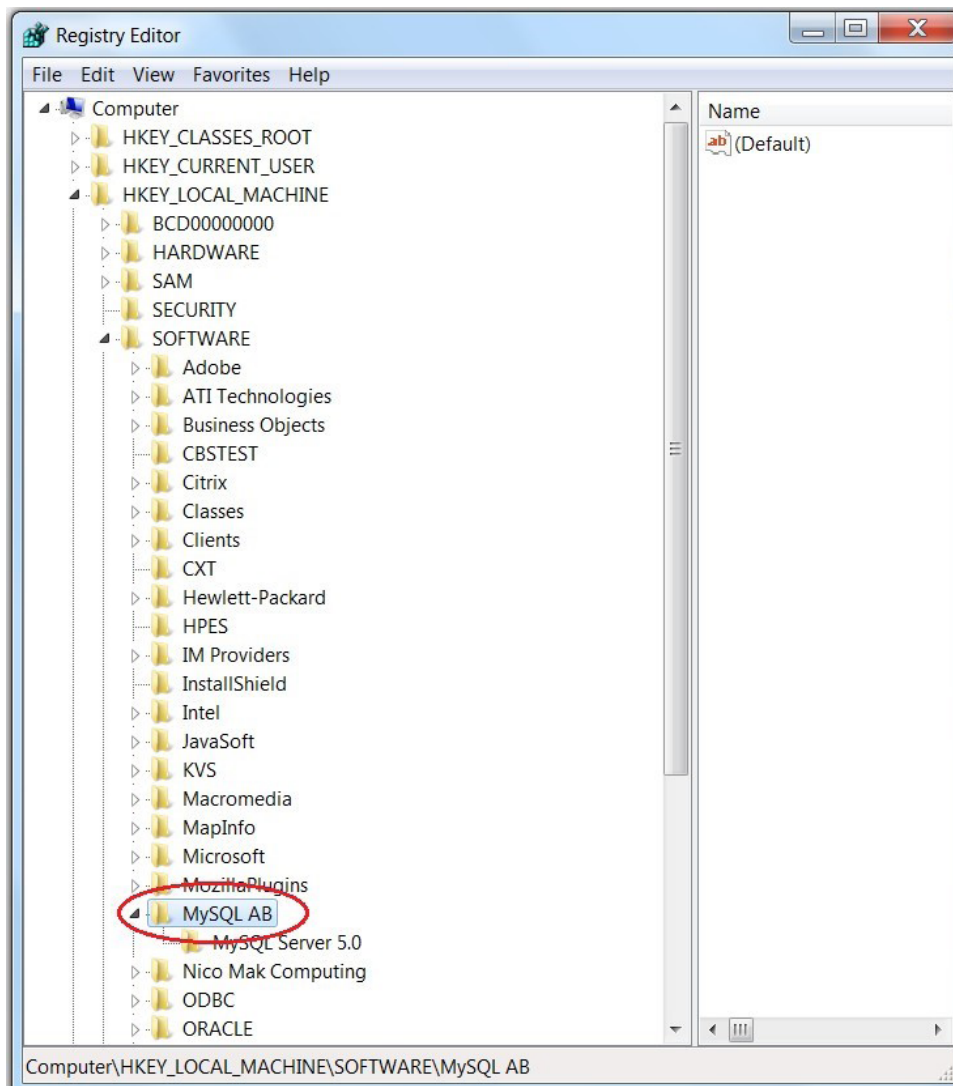 Registry Editor
File Edit View Favorites Help
Computer
HKEY_CLASSES_ROOT
HKEY_CURRENT_USER
HKEY_LOCAL_MACHINE
BCD00000000
HARDWARE
SAM
SECURITY
SOFTWARE
Adobe
ATI Technologies
Business Objects
CBSTEST
Citrix
Classes
Clients
CXT
Hewlett-Packard
HPES
IM Providers
InstallShield
Intel
JavaSoft
KVS
Macromedia
MapInfo
Microsoft
MozillaPlugins
MySQL AB
MySQL Server 5.0
Nico Mak Computing
ODBC
ORACLE
Name
ab (Default)
Computer\HKEY_LOCAL_MACHINE\SOFTWARE\MySQL AB